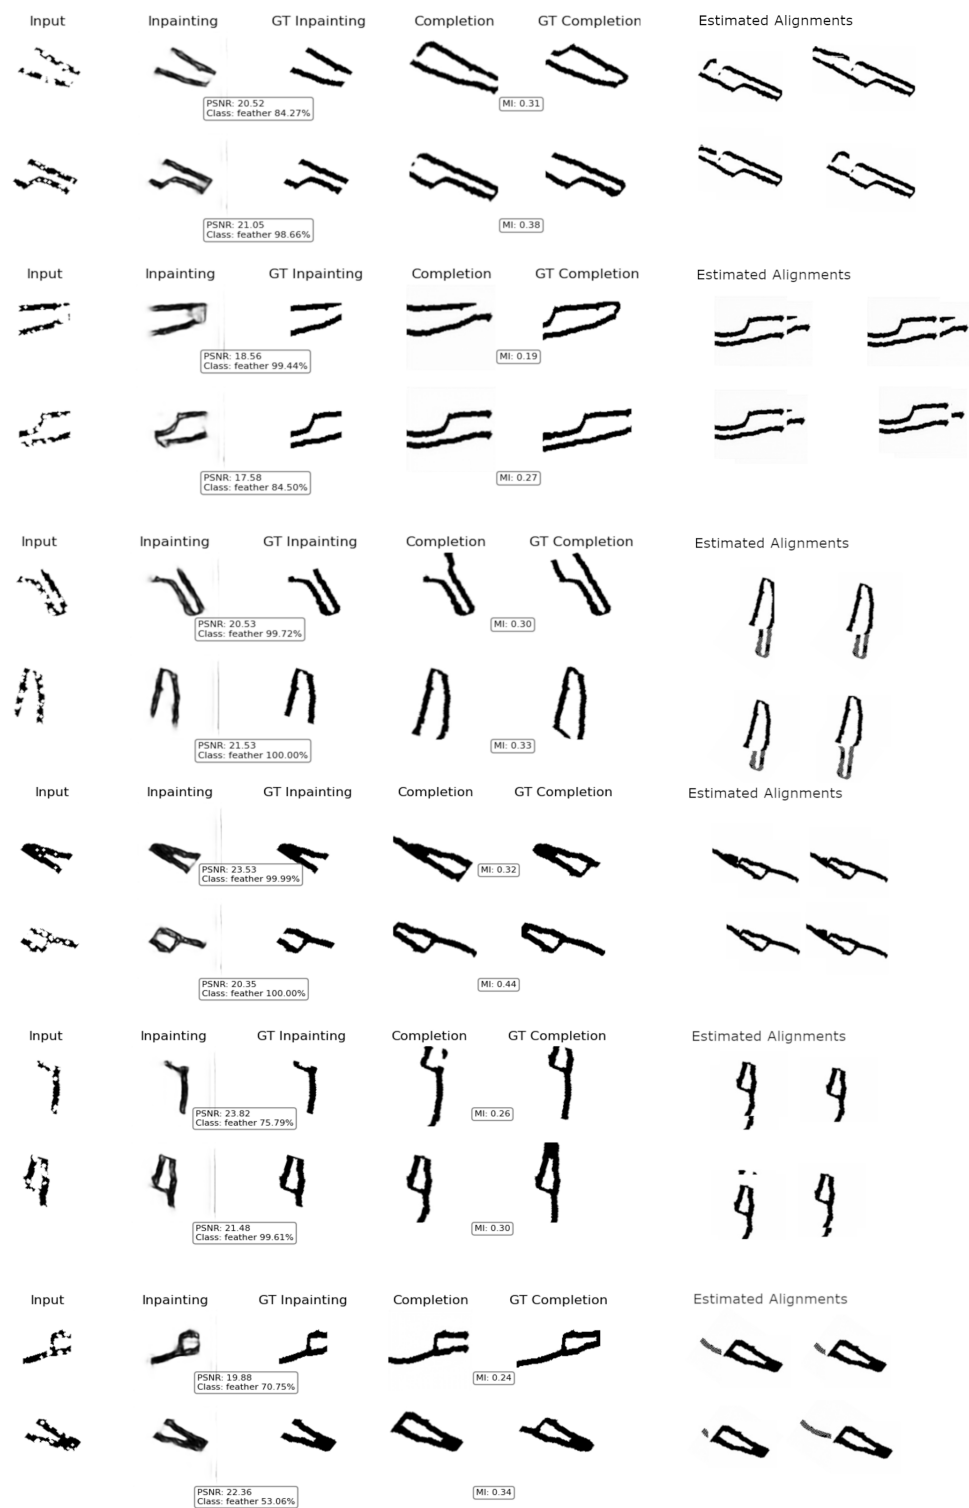 Input Inpainting GT Inpainting Completion GT Completion Estimated Alignments
PSNR: 20.52
Class: feather 84.27%
MI: 0.31
PSNR: 21.05
Class: feather 98.66%
MI: 0.38
Input Inpainting GT Inpainting Completion GT Completion Estimated Alignments
PSNR: 18.56
Class: feather 99.44%
MI: 0.19
PSNR: 17.58
Class: feather 84.50%
MI: 0.27
Input Inpainting GT Inpainting Completion GT Completion Estimated Alignments
PSNR: 20.53
Class: feather 99.72%
MI: 0.30
PSNR: 21.53
Class: feather 100.00%
MI: 0.33
Input Inpainting GT Inpainting Completion GT Completion Estimated Alignments
PSNR: 23.53
Class: feather 99.99%
MI: 0.32
PSNR: 20.35
Class: feather 100.00%
MI: 0.44
Input Inpainting GT Inpainting Completion GT Completion Estimated Alignments
PSNR: 23.82
Class: feather 75.79%
MI: 0.26
PSNR: 21.48
Class: feather 99.61%
MI: 0.30
Input Inpainting GT Inpainting Completion GT Completion Estimated Alignments
PSNR: 19.88
Class: feather 70.75%
MI: 0.24
PSNR: 22.36
Class: feather 53.06%
MI: 0.34